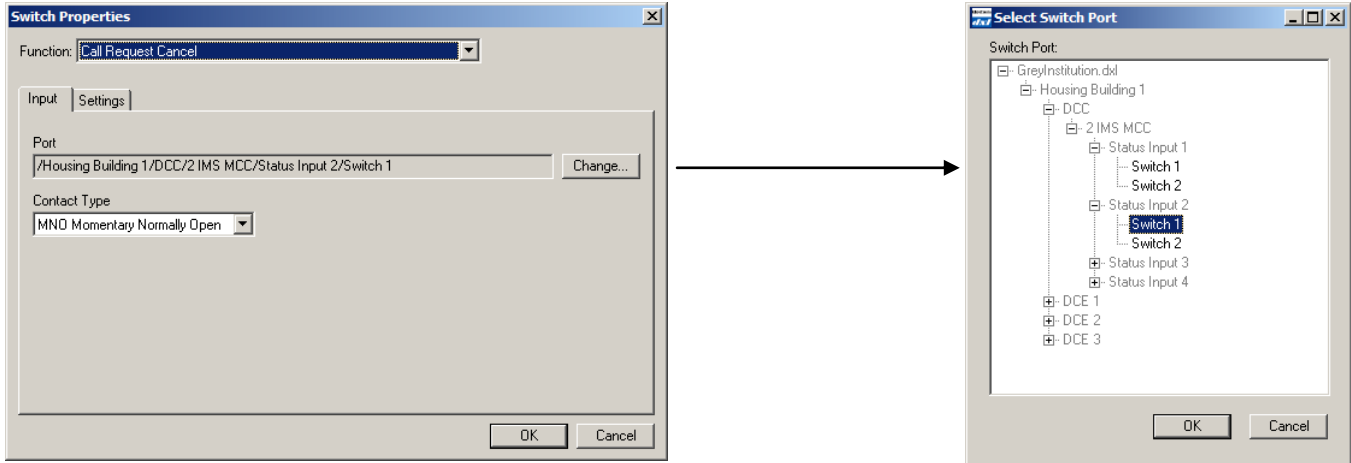 Switch Properties
Function: Call Request Cancel
Input
Settings
Port
/Housing Building 1/DCC/2 IMS MCC/Status Input 2/Switch 1
Change...
Contact Type
MNO Momentary Normally Open
OK
Cancel
Select Switch Port
Switch Port:
GreyInstitution.dxl
Housing Building 1
DCC
2 IMS MCC
Status Input 1
Switch 1
Switch 2
Status Input 2
Switch 1
Switch 2
Status Input 3
Status Input 4
DCE 1
DCE 2
DCE 3
OK
Cancel